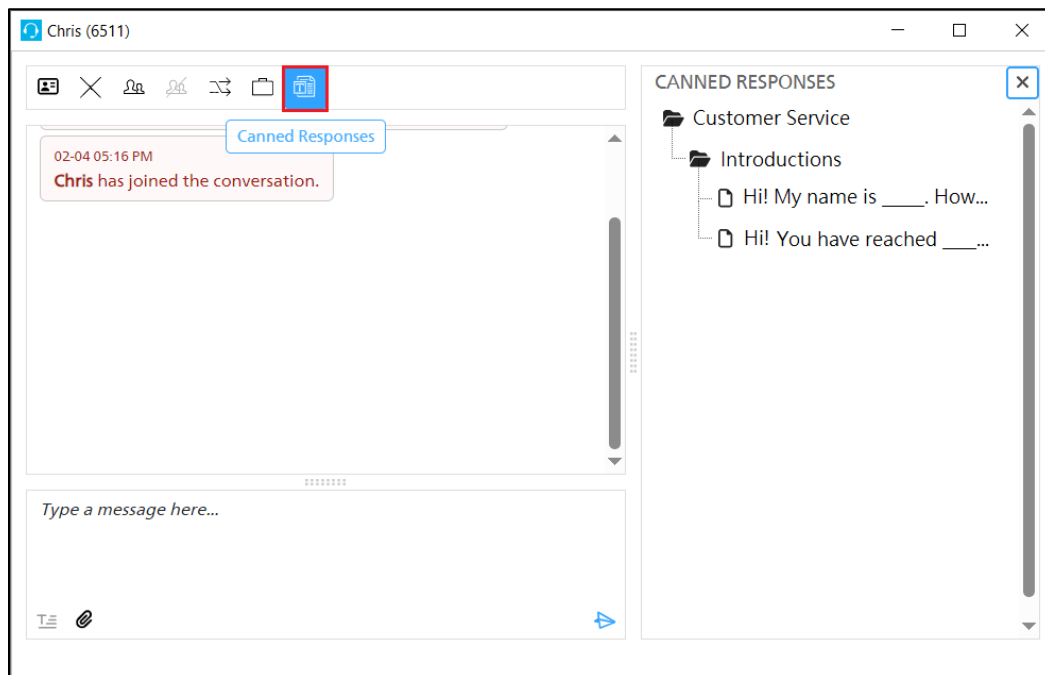 Chris (6511)
CANNED RESPONSES
Canned Responses
02-04 05:16 PM
Chris has joined the conversation.
Customer Service
Introductions
Hi! My name is ____. How...
Hi! You have reached ___...
Type a message here...